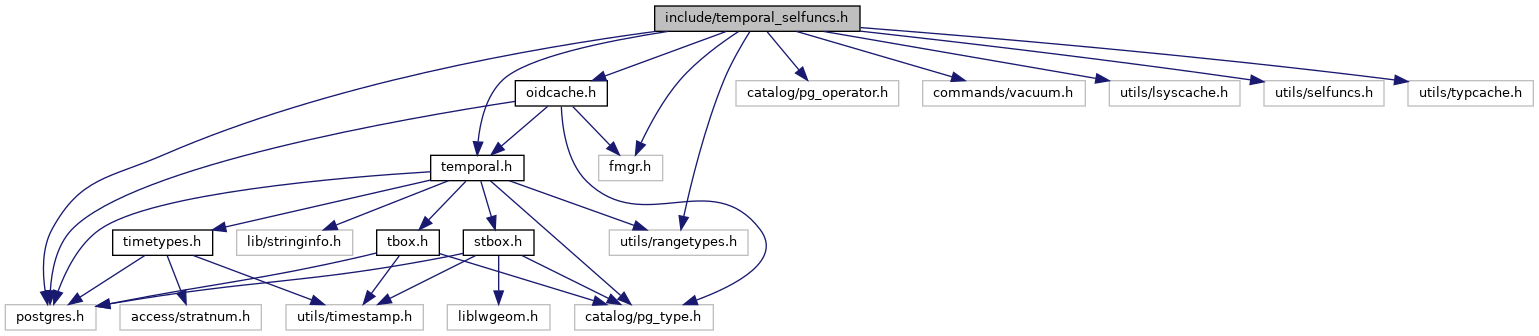 include/temporal_selfuncs.h
oidcache.h
catalog/pg_operator.h
commands/vacuum.h
utils/lsyscache.h
utils/selfuncs.h
utils/typcache.h
temporal.h
fmgr.h
timetypes.h
lib/stringinfo.h
tbox.h
stbox.h
utils/rangetypes.h
postgres.h
access/stratnum.h
utils/timestamp.h
liblwgeom.h
catalog/pg_type.h